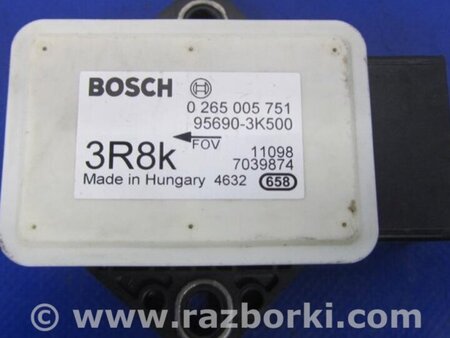 BOSCH
0 265 005 751
95690-3K500
FOV
3R8k
11098
7039874
Made in Hungary 4632 658
© www.razborki.com